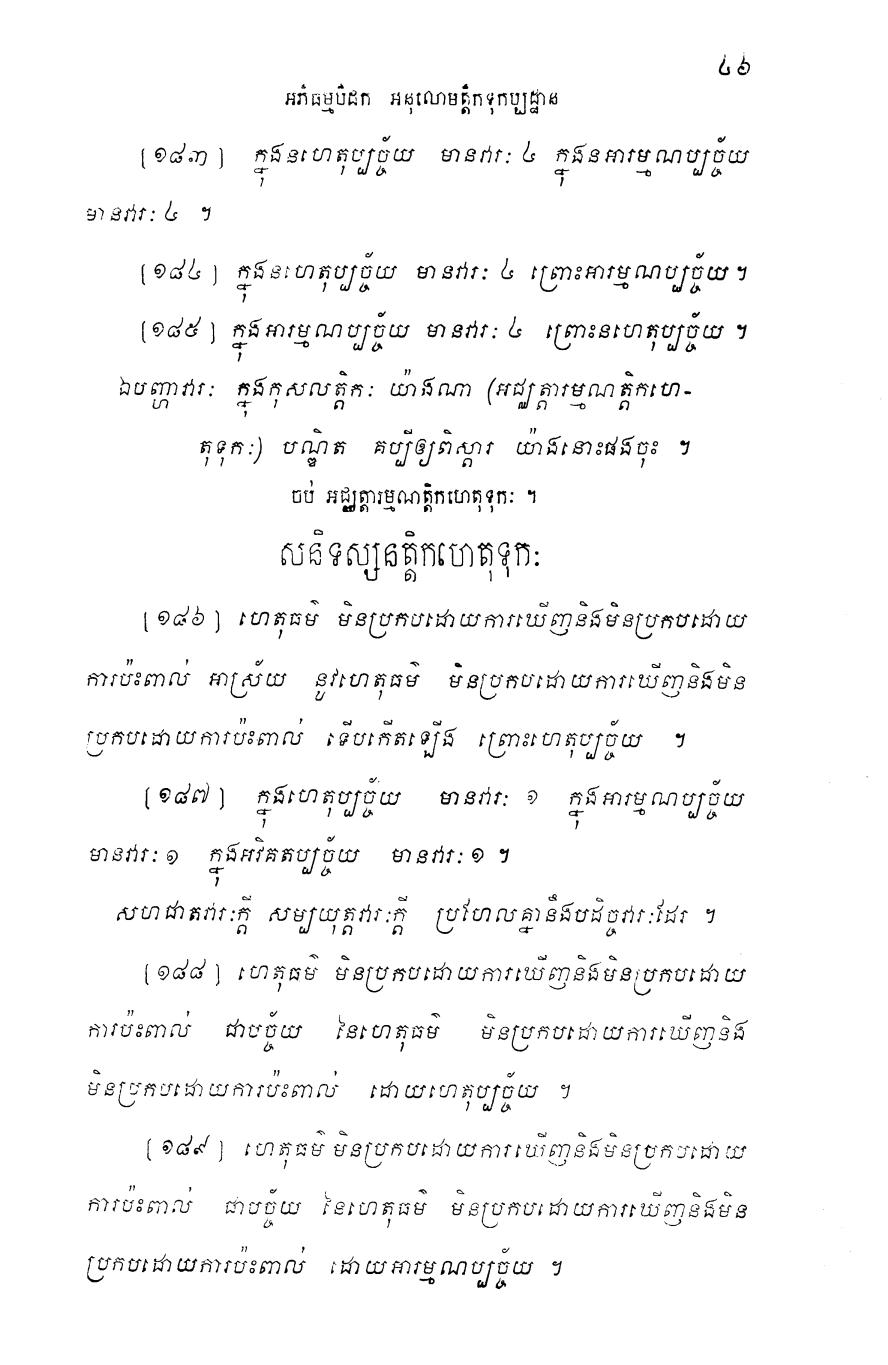 ៤៦
អភិធម្មបិដក អនុលោមត្តិកទុកប្បដ្ឋាន
[១៨៣] ក្នុងនហេតុប្បច្ច័យ មានវារៈ ៤ ក្នុងនអារម្មណប្បច្ច័យ
មានវារៈ ៤ ។
[១៨៤] ក្នុងនហេតុប្បច្ច័យ មានវារៈ ៤ ព្រោះអារម្មណប្បច្ច័យ ។
[១៨៥] ក្នុងអារម្មណប្បច្ច័យ មានវារៈ ៤ ព្រោះនហេតុប្បច្ច័យ ។
ឯបញ្ហាវារៈ ក្នុងកុសលត្តិកៈ យ៉ាងណា (អជ្ឈត្តារម្មណត្តិកហេ-
តុទុកៈ) បណ្ឌិត គប្បីឲ្យពិស្តារ យ៉ាងនោះផងចុះ ។
ចប់ អជ្ឈត្តារម្មណត្តិកហេតុទុកៈ ។
សនិទស្សនត្តិកហេតុទុកៈ
[១៨៦] ហេតុធម៌ មិនប្រកបដោយការឃើញនិងមិនប្រកបដោយ
ការប៉ះពាល់ អាស្រ័យ នូវហេតុធម៌ មិនប្រកបដោយការឃើញនិងមិន
ប្រកបដោយការប៉ះពាល់ ទើបកើតឡើង ព្រោះហេតុប្បច្ច័យ ។
[១៨៧] ក្នុងហេតុប្បច្ច័យ មានវារៈ ១ ក្នុងអារម្មណប្បច្ច័យ
មានវារៈ ១ ក្នុងអវិគតប្បច្ច័យ មានវារៈ ១ ។
សហជាតវារៈក្តី សម្បយុត្តវារៈក្តី ប្រហែលគ្នានឹងបដិច្ចវារៈដែរ ។
[១៨៨] ហេតុធម៌ មិនប្រកបដោយការឃើញនិងមិនប្រកបដោយ
ការប៉ះពាល់ ជាបច្ច័យ នៃហេតុធម៌ មិនប្រកបដោយការឃើញនិង
មិនប្រកបដោយការប៉ះពាល់ ដោយហេតុប្បច្ច័យ ។
[១៨៩] ហេតុធម៌ មិនប្រកបដោយការឃើញនិងមិនប្រកបដោយ
ការប៉ះពាល់ ជាបច្ច័យ នៃហេតុធម៌ មិនប្រកបដោយការឃើញនិងមិន
ប្រកបដោយការប៉ះពាល់ ដោយអារម្មណប្បច្ច័យ ។